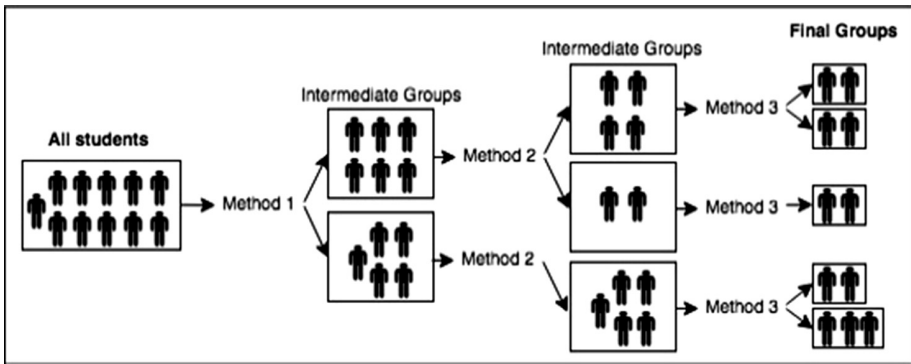 All students
Method 1
Intermediate Groups
Method 2
Method 2
Intermediate Groups
Method 3
Method 3
Method 3
Final Groups